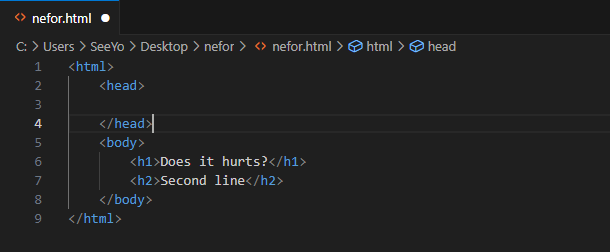 nefor.html
C: > Users > SeeYo > Desktop > nefor > nefor.html > html > head
1 <html>
2 <head>
3
4 </head>
5 <body>
6 <h1>Does it hurts?</h1>
7 <h2>Second line</h2>
8 </body>
9 </html>